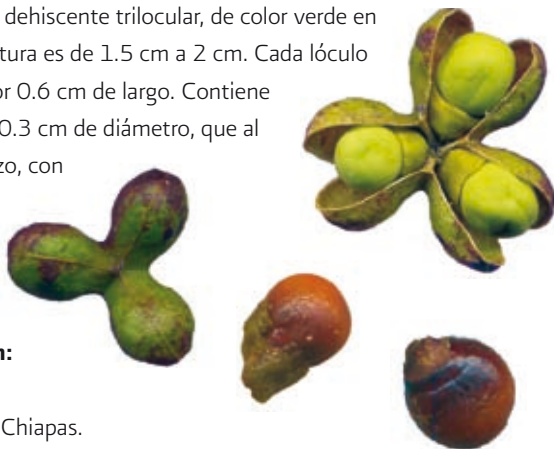 dehiscente trilocular, de color verde en
tura es de 1.5 cm a 2 cm. Cada lóculo
or 0.6 cm de largo. Contiene
0.3 cm de diámetro, que al
zo, con
n:
Chiapas.